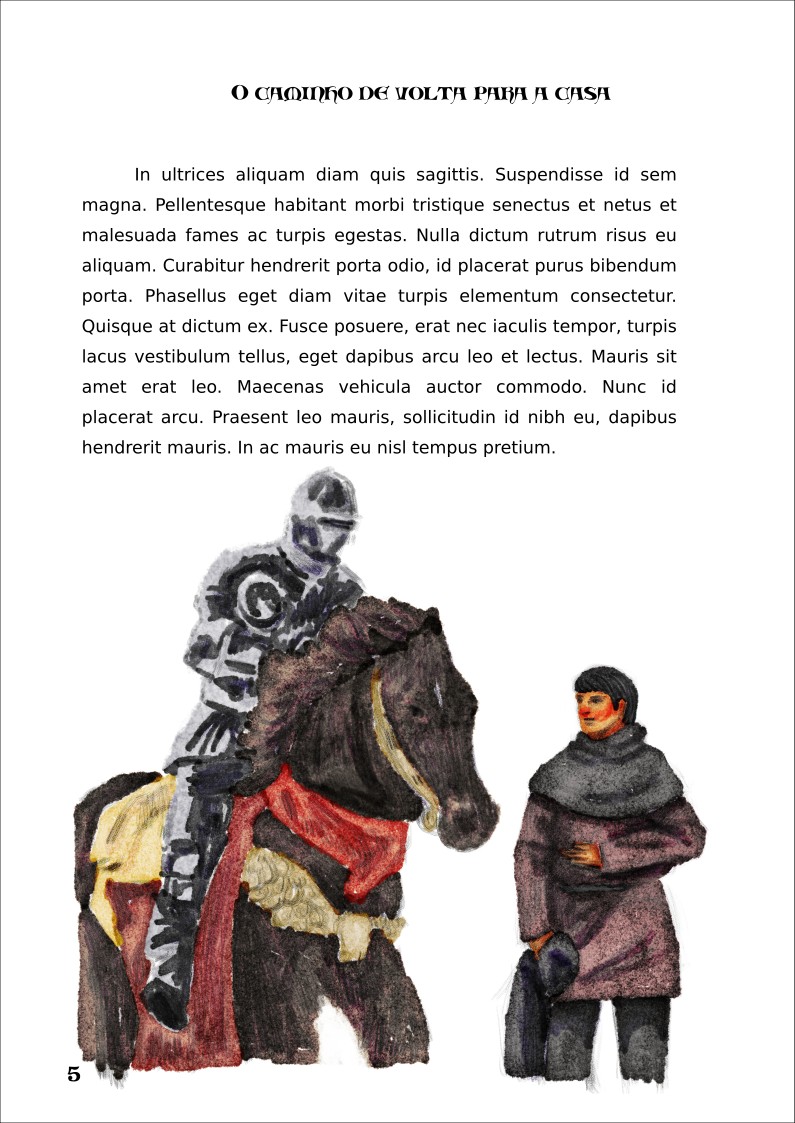 O CAMINHO DE VOLTA PARA A CASA
In ultrices aliquam diam quis sagittis. Suspendisse id sem
magna. Pellentesque habitant morbi tristique senectus et netus et
malesuada fames ac turpis egestas. Nulla dictum rutrum risus eu
aliquam. Curabitur hendrerit porta odio, id placerat purus bibendum
porta. Phasellus eget diam vitae turpis elementum consectetur.
Quisque at dictum ex. Fusce posuere, erat nec iaculis tempor, turpis
lacus vestibulum tellus, eget dapibus arcu leo et lectus. Mauris sit
amet erat leo. Maecenas vehicula auctor commodo. Nunc id
placerat arcu. Praesent leo mauris, sollicitudin id nibh eu, dapibus
hendrerit mauris. In ac mauris eu nisl tempus pretium.
5